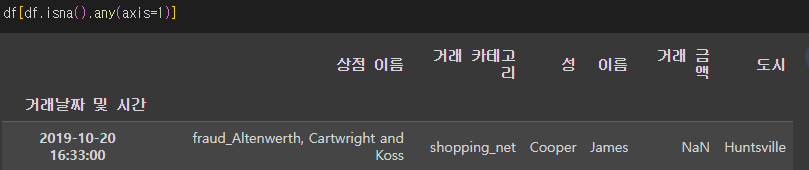 df[df.isna().any(axis=1)]
상점 이름 거래 카테고 성 이름 거래 금 도시
리 액
거래날짜 및 시간
2019-10-20 fraud_Altenwerth, Cartwright and shopping_net Cooper James NaN Huntsville
16:33:00 Koss